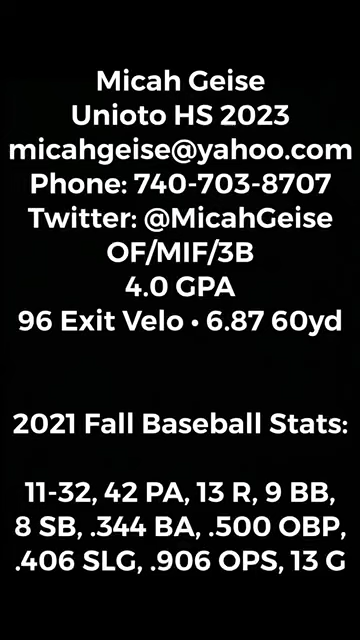 Micah Geise
Unioto HS 2023
micahgeise@yahoo.com
Phone: 740-703-8707
Twitter: @MicahGeise
OF/MIF/3B
4.0 GPA
96 Exit Velo • 6.87 60yd
2021 Fall Baseball Stats:
11-32, 42 PA, 13 R, 9 BB,
8 SB, .344 BA, .500 OBP,
.406 SLG, .906 OPS, 13 G